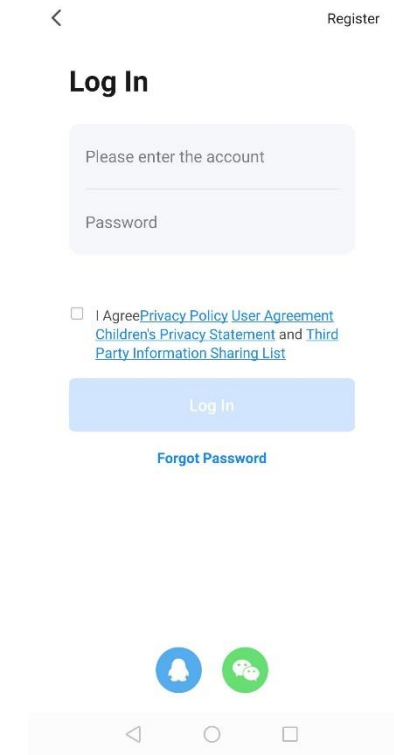 Register
Log In
Please enter the account
Password
I AgreePrivacy Policy User Agreement
Children's Privacy Statement and Third
Party Information Sharing List
Log In
Forgot Password